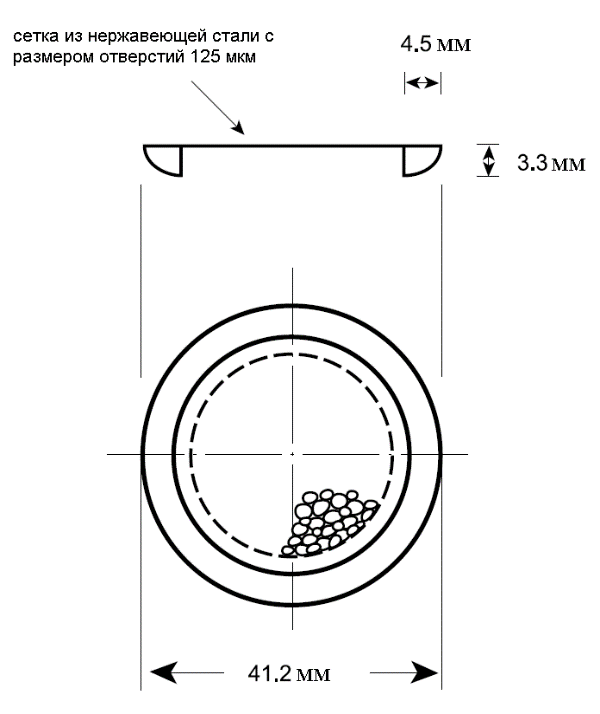 сетка из нержавеющей стали с
размером отверстий 125 мкм
4.5 мм
3.3 мм
41.2 мм